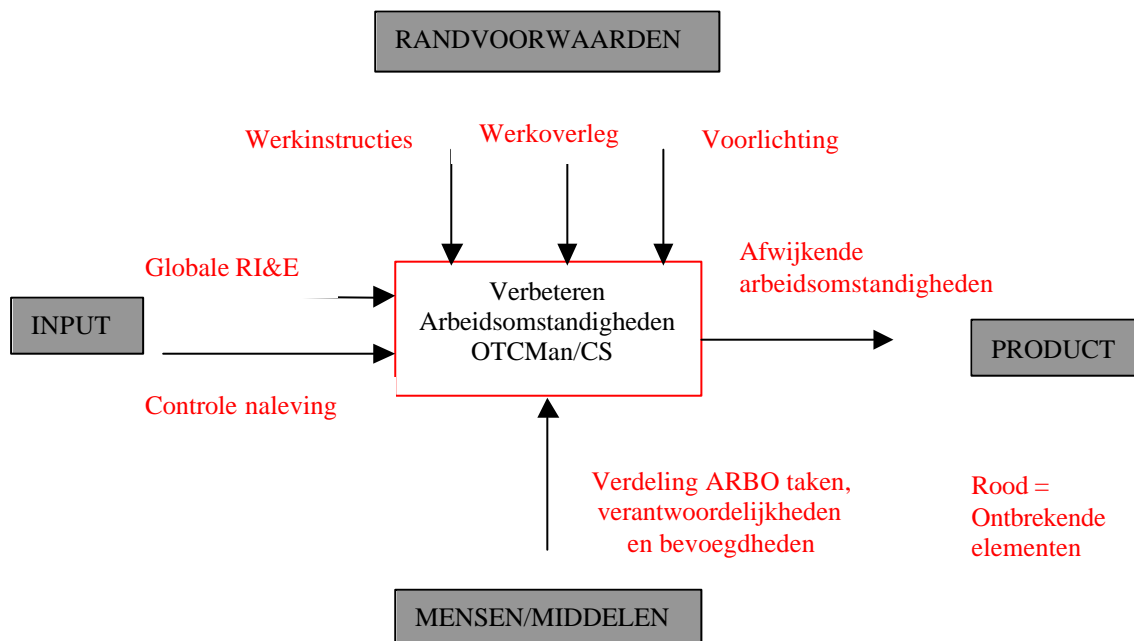 RANDVOORWAARDEN
Werkinstructies
Werkoverleg
Voorlichting
Globale RI&E
Afwijkende
arbeidsomstandigheden
INPUT
Verbeteren
Arbeidsomstandigheden
OTCMan/CS
PRODUCT
Controle naleving
Verdeling ARBO taken,
verantwoordelijkheden
en bevoegdheden
Rood =
Ontbrekende
elementen
MENSEN/MIDDELEN